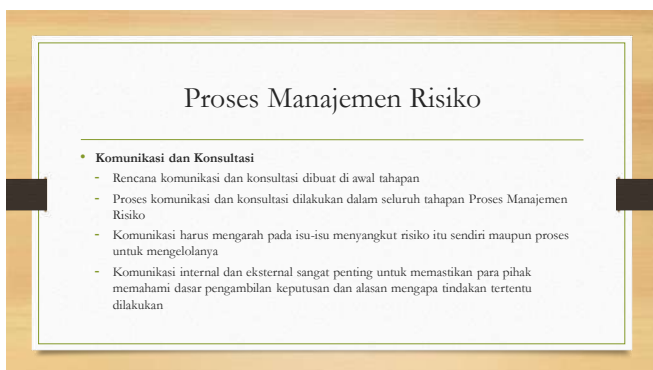 Proses Manajemen Risiko
• Komunikasi dan Konsultasi
- Rencana komunikasi dan konsultasi dibuat di awal tahapan
- Proses komunikasi dan konsultasi dilakukan dalam seluruh tahapan Proses Manajemen
Risiko
- Komunikasi harus mengarah pada isu-isu menyangkut risiko itu sendiri maupun proses
untuk mengelolanya
- Komunikasi internal dan eksternal sangat penting untuk memastikan para pihak
memahami dasar pengambilan keputusan dan alasan mengapa tindakan tertentu
dilakukan